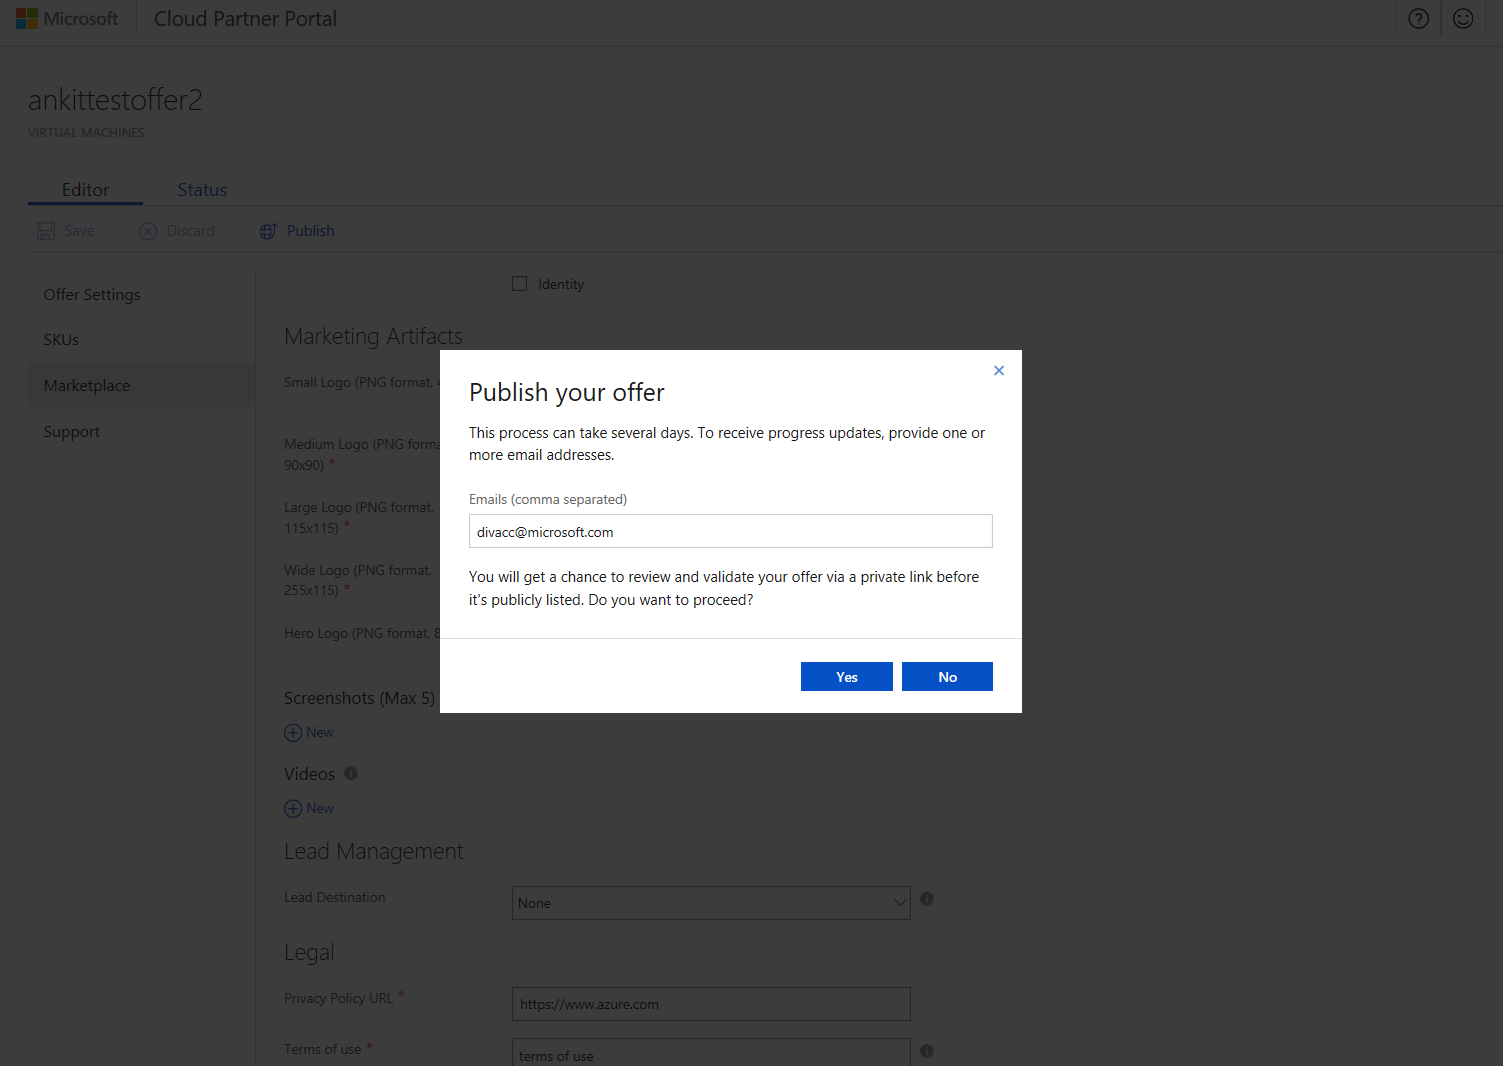 Microsoft
Cloud Partner Portal
ankittestoffer2
VIRTUAL MACHINES
Editor
Status
Save
Discard
Publish
Offer Settings
SKUs
Marketplace
Support
Identity
Marketing Artifacts
Small Logo (PNG format,
Medium Logo (PNG forma
90x90) *
Large Logo (PNG format,
115x115) *
Wide Logo (PNG format,
255x115) *
Hero Logo (PNG format, 8
Screenshots (Max 5)
New
Videos
New
Lead Management
Lead Destination
None
Legal
Privacy Policy URL *
https://www.azure.com
Terms of use *
terms of use
Publish your offer
This process can take several days. To receive progress updates, provide one or
more email addresses.
Emails (comma separated)
divacc@microsoft.com
You will get a chance to review and validate your offer via a private link before
it's publicly listed. Do you want to proceed?
Yes
No